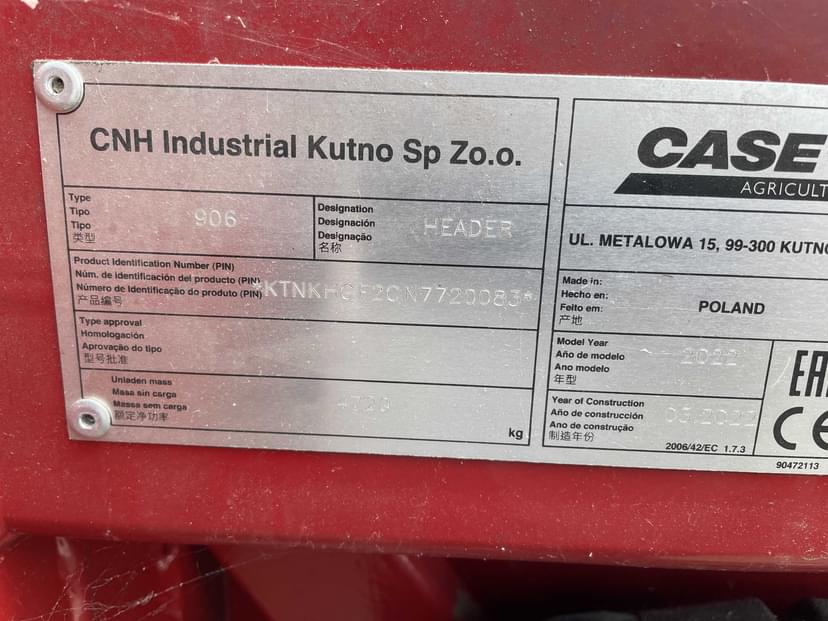 CNH Industrial Kutno Sp Zo.o.
Type
Tipo
Tipo
类型
906
Designation
Designación
Designação
名称
HEADER
Product Identification Number (PIN)
Núm. de identificación del producto (PIN)
Número de Identificação do produto (PIN)
产品编号
Type approval
Homologación
Aprovação do tipo
型号批准
Unladen mass
Masa sin carga
Massa sem carga
额定净功率
kg
CASE
AGRICULT
UL. METALOWA 15, 99-300 KUTNO
Made in:
Hecho en:
Feito em:
产地
POLAND
Model Year
Año de modelo
Ano modelo
年型
2022
Year of Construction
Año de construcción
Ano de construção
制造年份
05.2022
2006/42/EC 1.7.3
EAC
CE
90472113